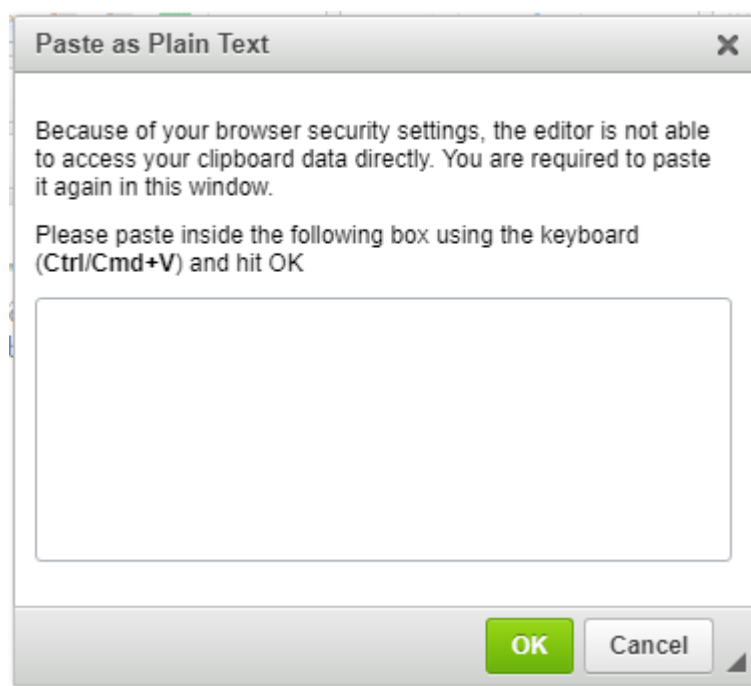 Paste as Plain Text
Because of your browser security settings, the editor is not able
to access your clipboard data directly. You are required to paste
it again in this window.
Please paste inside the following box using the keyboard
(Ctrl/Cmd+V) and hit OK
OK
Cancel